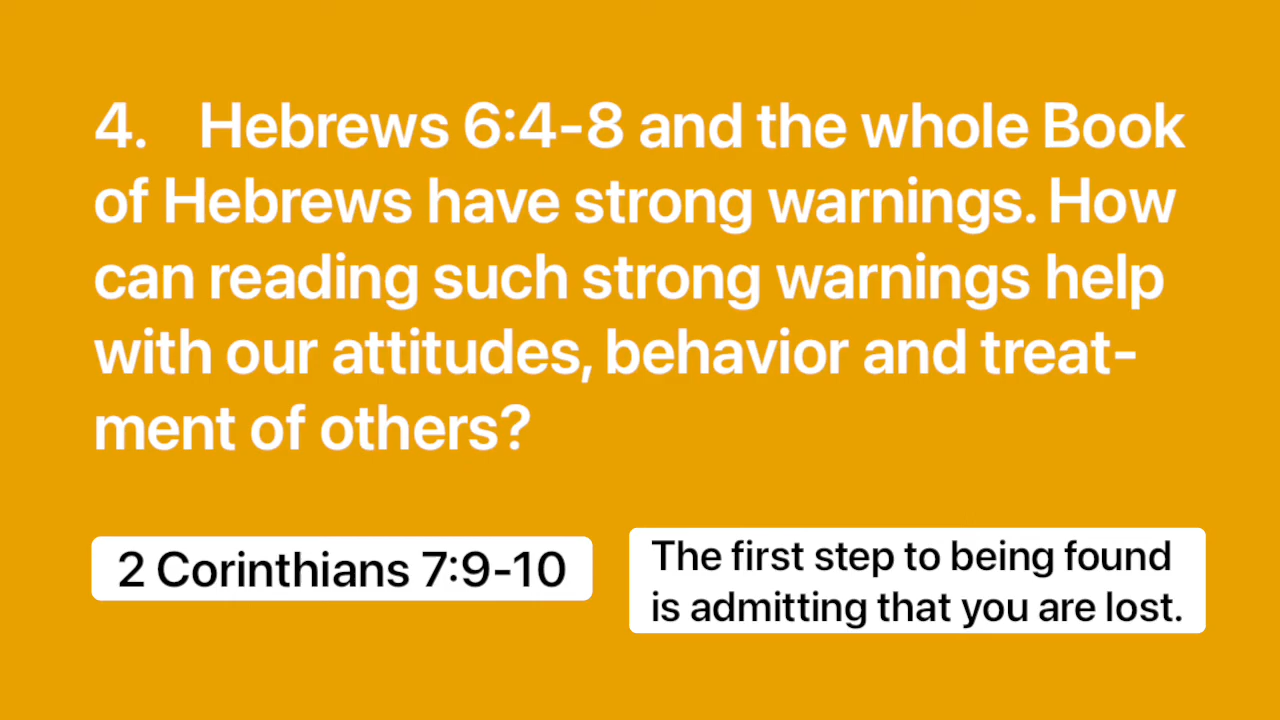 4. Hebrews 6:4-8 and the whole Book
of Hebrews have strong warnings. How
can reading such strong warnings help
with our attitudes, behavior and treat-
ment of others?
2 Corinthians 7:9-10
The first step to being found
is admitting that you are lost.